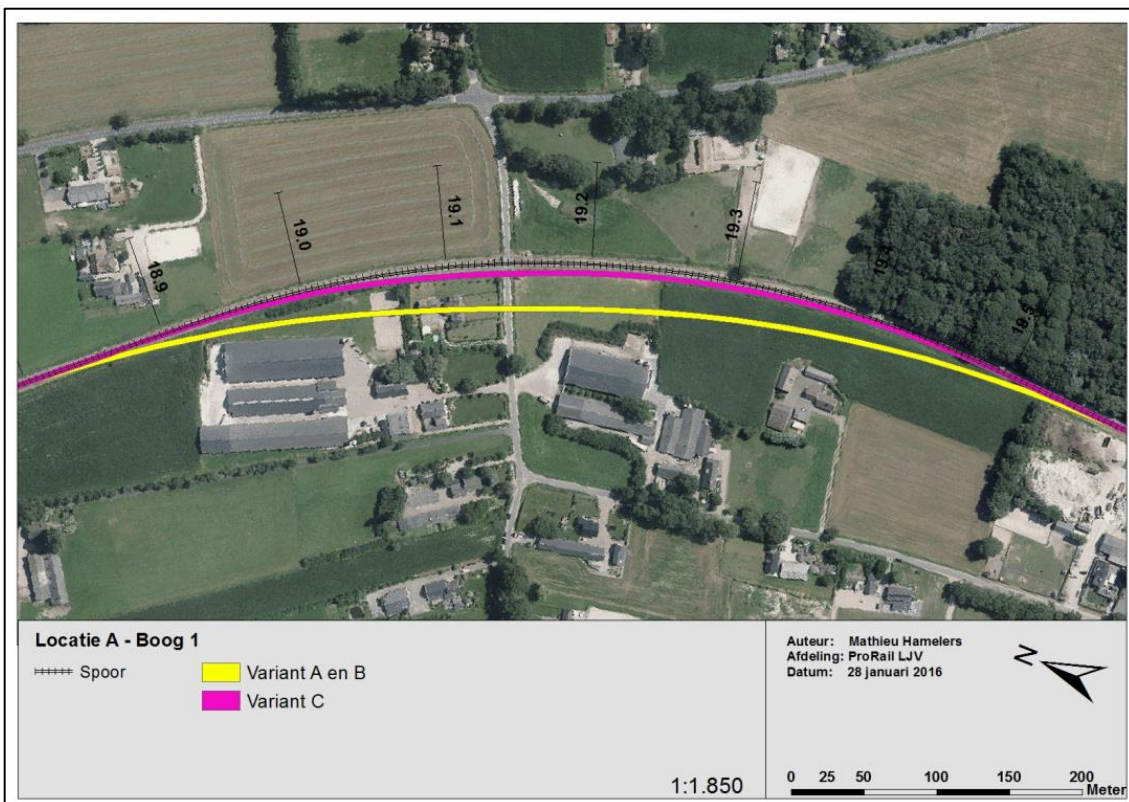 18.9
19.0
19.1
19.2
19.3
19.4
19.5
Locatie A - Boog 1
Spoor
Variant A en B
Variant C
1:1.850
Auteur: Mathieu Hamelers
Afdeling: ProRail LJV
Datum: 28 januari 2016
N
0 25 50 100 150 200
Meter